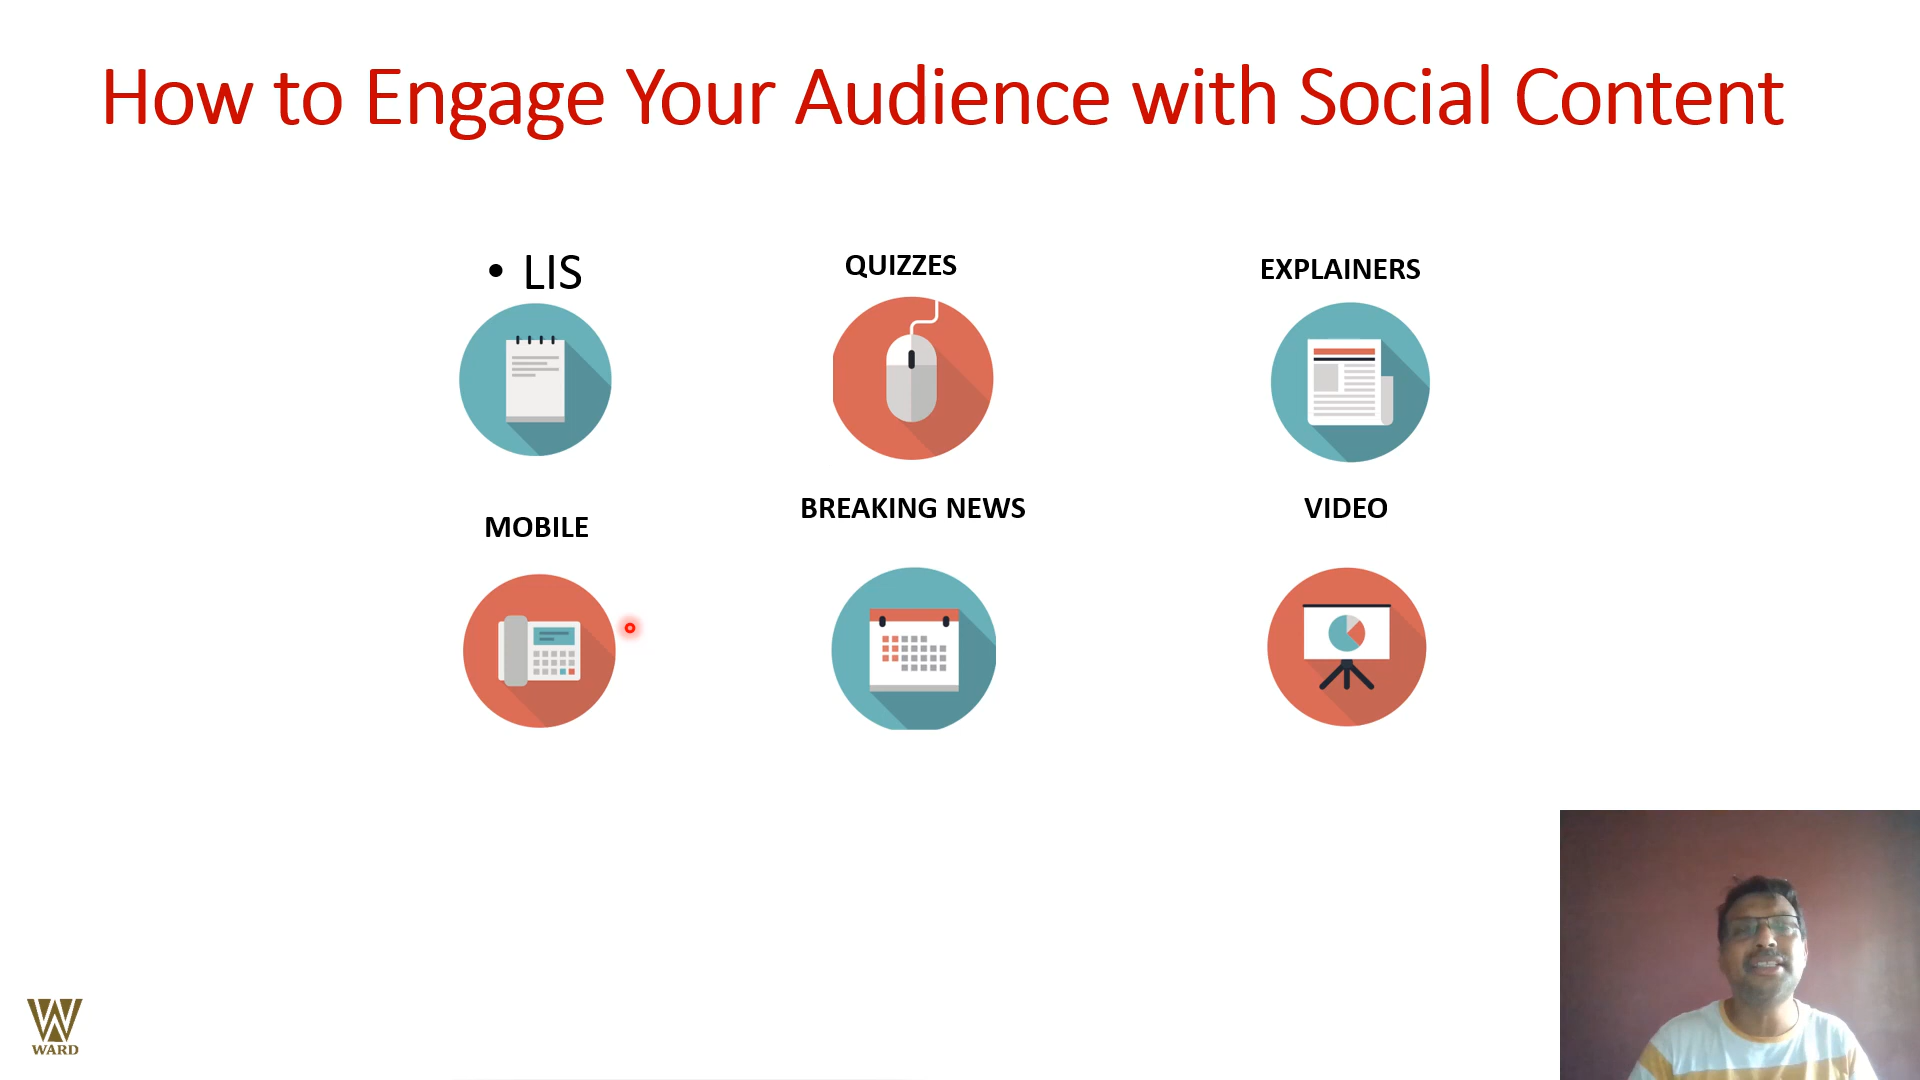 How to Engage Your Audience with Social Content
• LIS
QUIZZES
EXPLAINERS
MOBILE
BREAKING NEWS
VIDEO
WARD